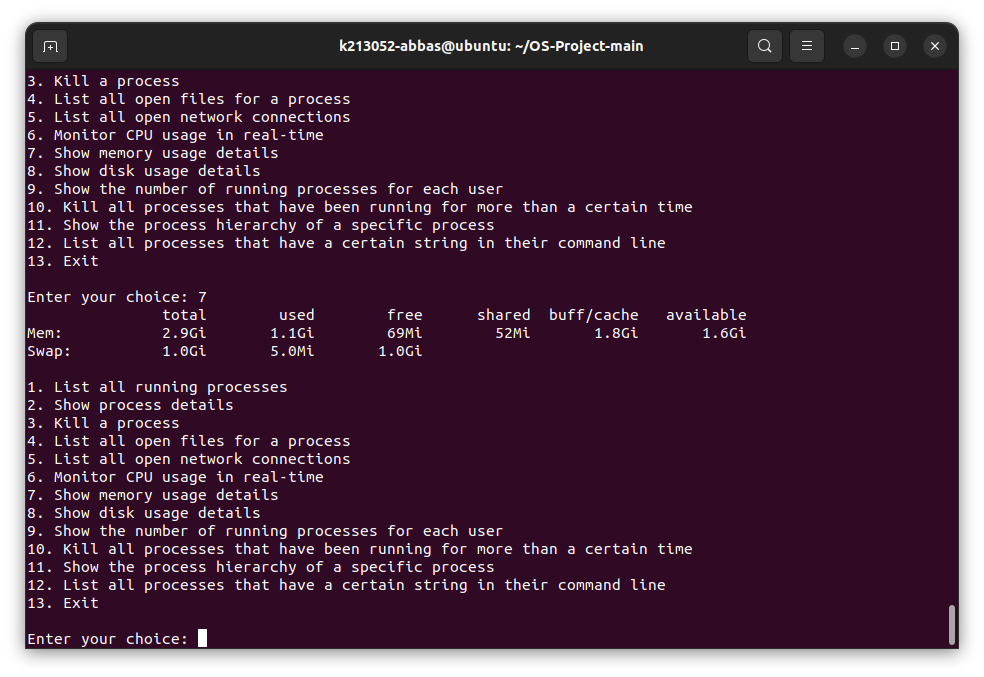 k213052-abbas@ubuntu: ~/OS-Project-main
3. Kill a process
4. List all open files for a process
5. List all open network connections
6. Monitor CPU usage in real-time
7. Show memory usage details
8. Show disk usage details
9. Show the number of running processes for each user
10. Kill all processes that have been running for more than a certain time
11. Show the process hierarchy of a specific process
12. List all processes that have a certain string in their command line
13. Exit
Enter your choice: 7
               total        used        free      shared  buff/cache   available
Mem:           2.9Gi       1.1Gi        69Mi        52Mi       1.8Gi       1.6Gi
Swap:          1.0Gi       5.0Mi       1.0Gi
1. List all running processes
2. Show process details
3. Kill a process
4. List all open files for a process
5. List all open network connections
6. Monitor CPU usage in real-time
7. Show memory usage details
8. Show disk usage details
9. Show the number of running processes for each user
10. Kill all processes that have been running for more than a certain time
11. Show the process hierarchy of a specific process
12. List all processes that have a certain string in their command line
13. Exit
Enter your choice: